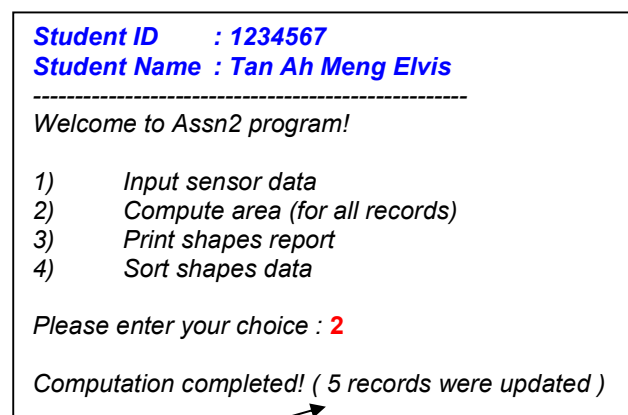 Student ID : 1234567
Student Name : Tan Ah Meng Elvis
----------------------------------------------------
Welcome to Assn2 program!
1) Input sensor data
2) Compute area (for all records)
3) Print shapes report
4) Sort shapes data
Please enter your choice : 2
Computation completed! ( 5 records were updated )